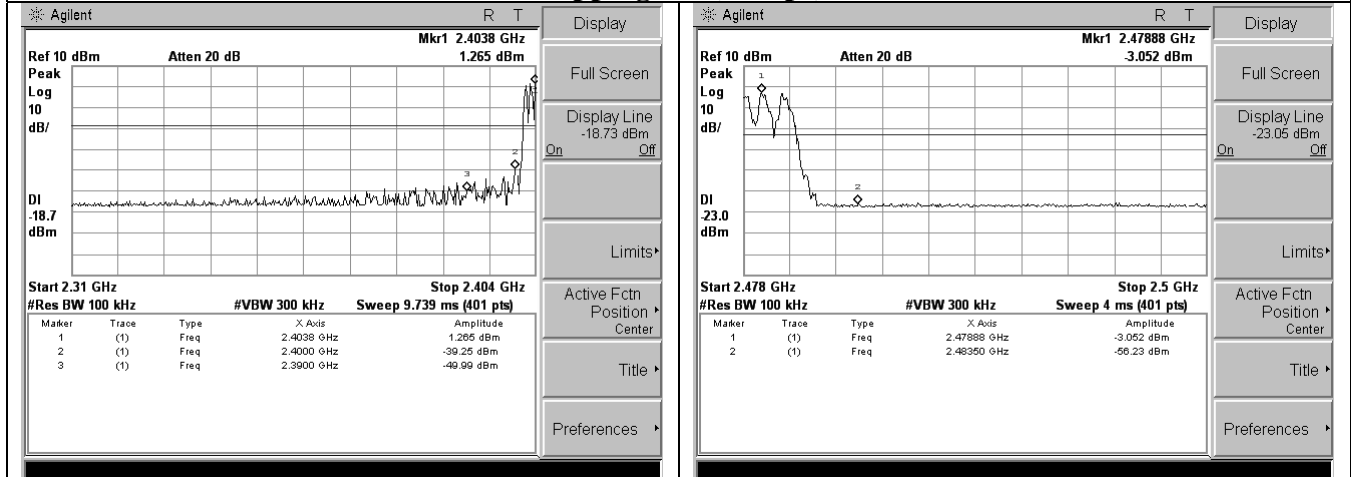 Agilent R T
Mkr1 2.4038 GHz
Ref 10 dBm Atten 20 dB 1.265 dBm
Peak
Log
10
dB/
1
2
3
DI
-18.7
dBm
Start 2.31 GHz Stop 2.404 GHz
#Res BW 100 kHz #VBW 300 kHz Sweep 9.739 ms (401 pts)
Marker Trace Type X Axis Amplitude
1 (1) Freq 2.4038 GHz 1.265 dBm
2 (1) Freq 2.4000 GHz -39.25 dBm
3 (1) Freq 2.3900 GHz -49.99 dBm
Display
Full Screen
Display Line
-18.73 dBm
On Off
Limits
Active Fctn
Position
Center
Title
Preferences
Agilent R T
Mkr1 2.47888 GHz
Ref 10 dBm Atten 20 dB -3.052 dBm
Peak
Log
10
dB/
1
2
DI
-23.0
dBm
Start 2.478 GHz Stop 2.5 GHz
#Res BW 100 kHz #VBW 300 kHz Sweep 4 ms (401 pts)
Marker Trace Type X Axis Amplitude
1 (1) Freq 2.47888 GHz -3.052 dBm
2 (1) Freq 2.48350 GHz -56.23 dBm
Display
Full Screen
Display Line
-23.05 dBm
On Off
Limits
Active Fctn
Position
Center
Title
Preferences